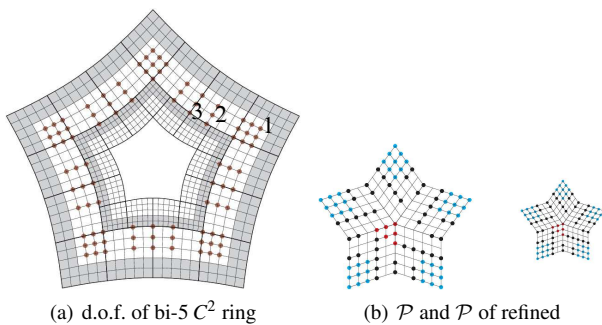 3 2 1
(a) d.o.f. of bi-5 C² ring
(b) 𝒫 and 𝒫 of refined